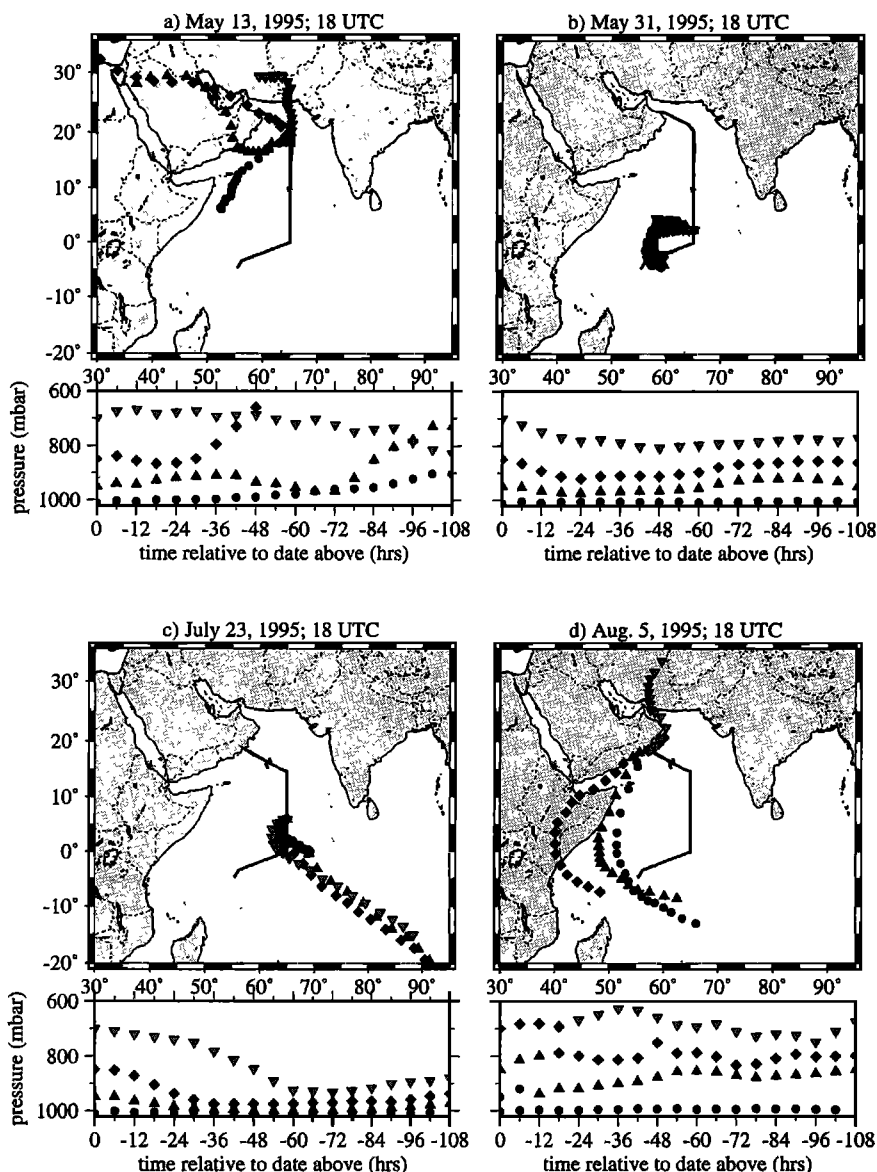 a) May 13, 1995; 18 UTC
b) May 31, 1995; 18 UTC
30°
20°
10°
0°
-10°
-20°
30° 40° 50° 60° 70° 80° 90°
30° 40° 50° 60° 70° 80° 90°
pressure (mbar)
600
800
1000
0 -12 -24 -36 -48 -60 -72 -84 -96 -108
0 -12 -24 -36 -48 -60 -72 -84 -96 -108
time relative to date above (hrs)
time relative to date above (hrs)
c) July 23, 1995; 18 UTC
d) Aug. 5, 1995; 18 UTC
30°
20°
10°
0°
-10°
-20°
30° 40° 50° 60° 70° 80° 90°
30° 40° 50° 60° 70° 80° 90°
pressure (mbar)
600
800
1000
0 -12 -24 -36 -48 -60 -72 -84 -96 -108
0 -12 -24 -36 -48 -60 -72 -84 -96 -108
time relative to date above (hrs)
time relative to date above (hrs)